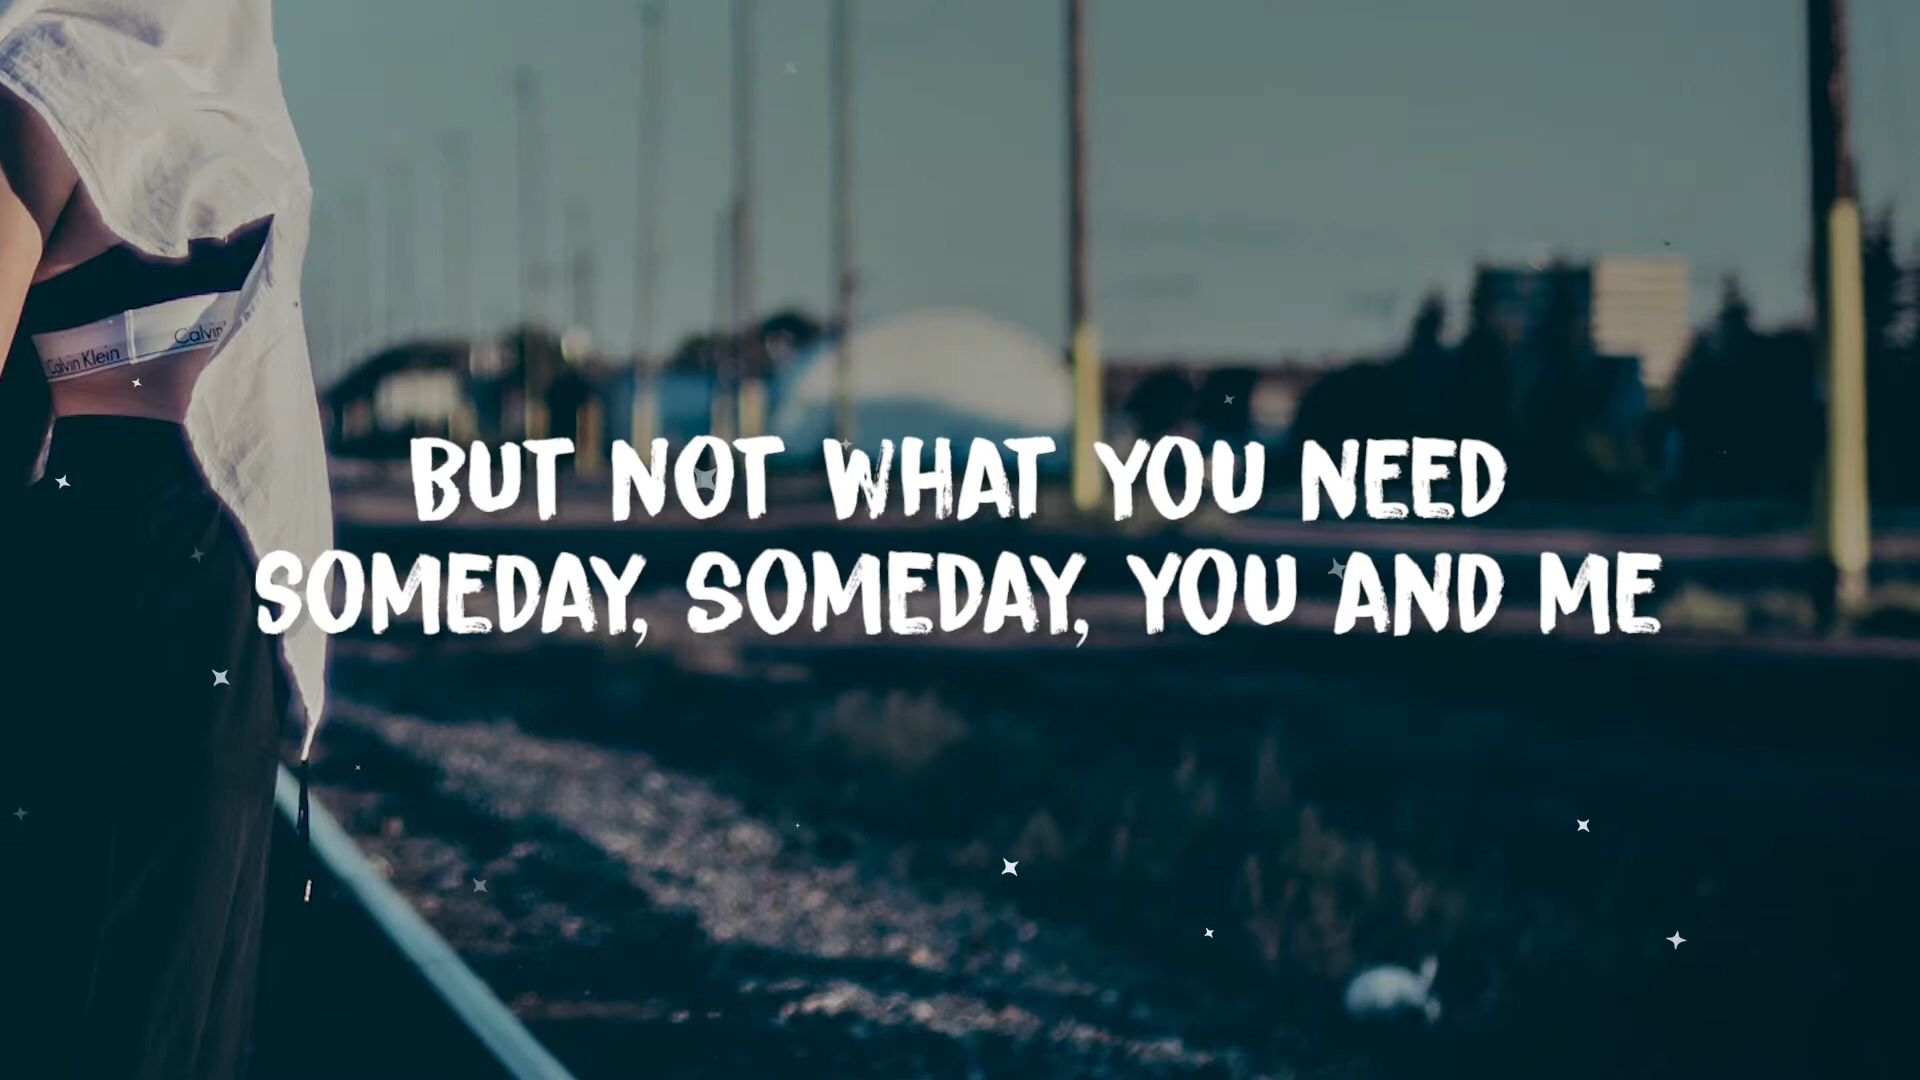 Calvin
Calvin Klein
BUT NOT WHAT YOU NEED
SOMEDAY, SOMEDAY, YOU AND ME